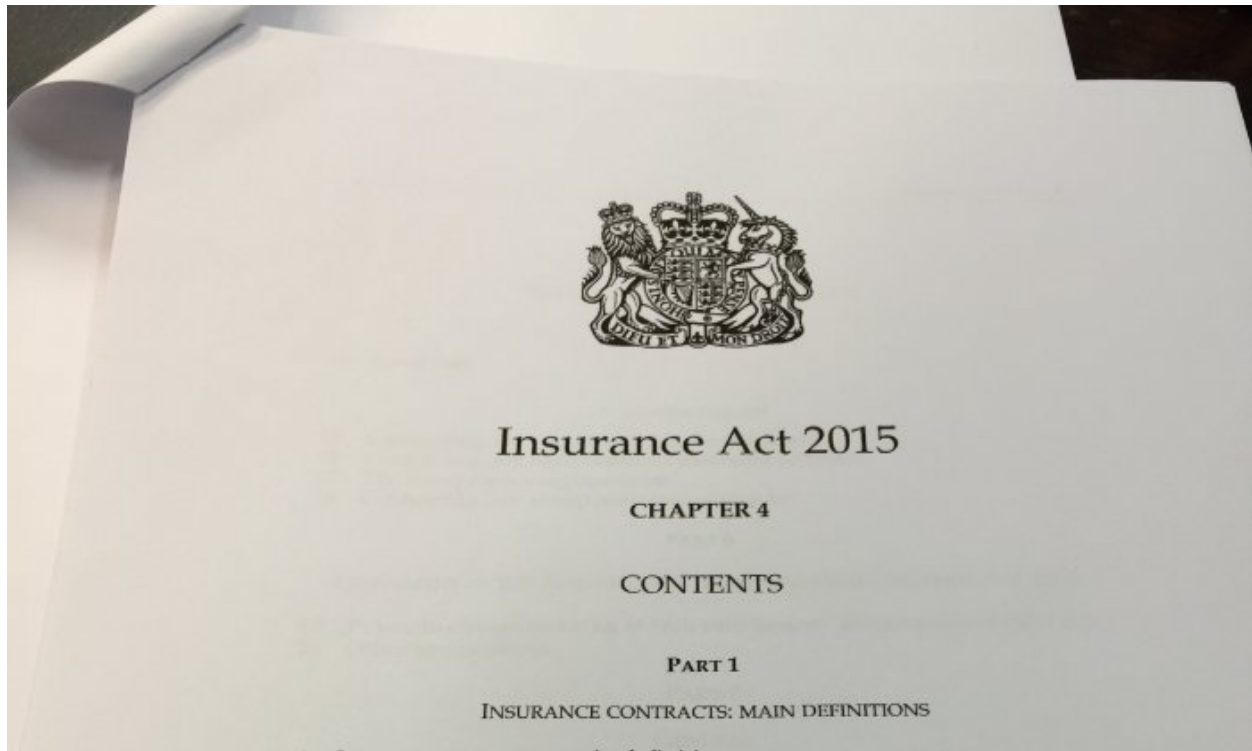 DIEU ET MON DROIT
Insurance Act 2015
CHAPTER 4
CONTENTS
PART 1
INSURANCE CONTRACTS: MAIN DEFINITIONS